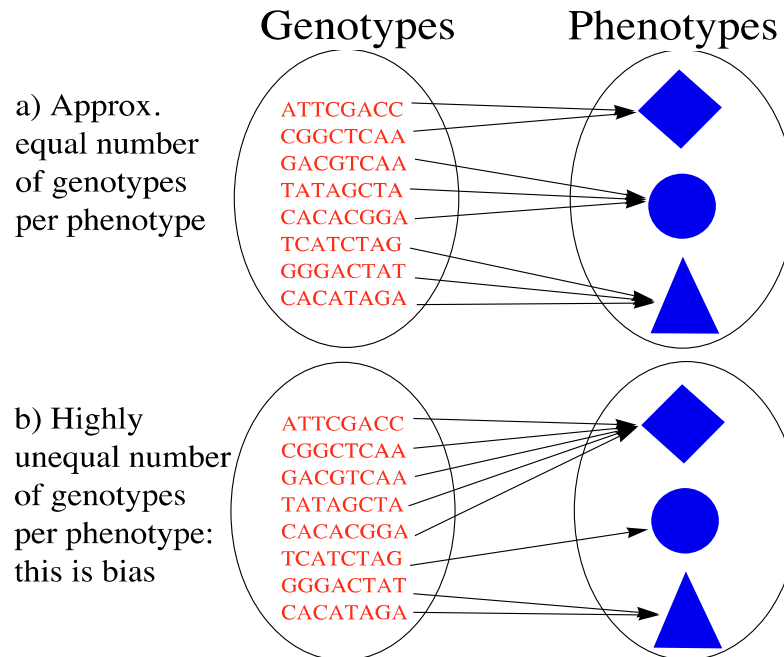 Genotypes
Phenotypes
a) Approx.
equal number
of genotypes
per phenotype
ATTCGACC
CGGCTCAA
GACGTCAA
TATAGCTA
CACACGGA
TCATCTAG
GGGACTAT
CACATAGA
b) Highly
unequal number
of genotypes
per phenotype:
this is bias
ATTCGACC
CGGCTCAA
GACGTCAA
TATAGCTA
CACACGGA
TCATCTAG
GGGACTAT
CACATAGA